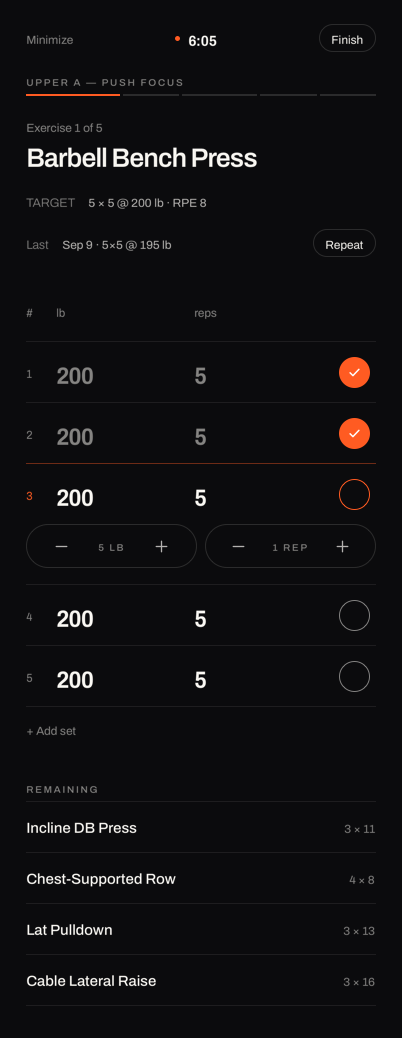 Minimize
6:05
Finish
UPPER A — PUSH FOCUS
Exercise 1 of 5
Barbell Bench Press
TARGET 5 × 5 @ 200 lb · RPE 8
Last Sep 9 · 5×5 @ 195 lb
Repeat
# lb reps
1 200 5
2 200 5
3 200 5
− 5 LB + − 1 REP +
4 200 5
5 200 5
+ Add set
REMAINING
Incline DB Press 3 × 11
Chest-Supported Row 4 × 8
Lat Pulldown 3 × 13
Cable Lateral Raise 3 × 16